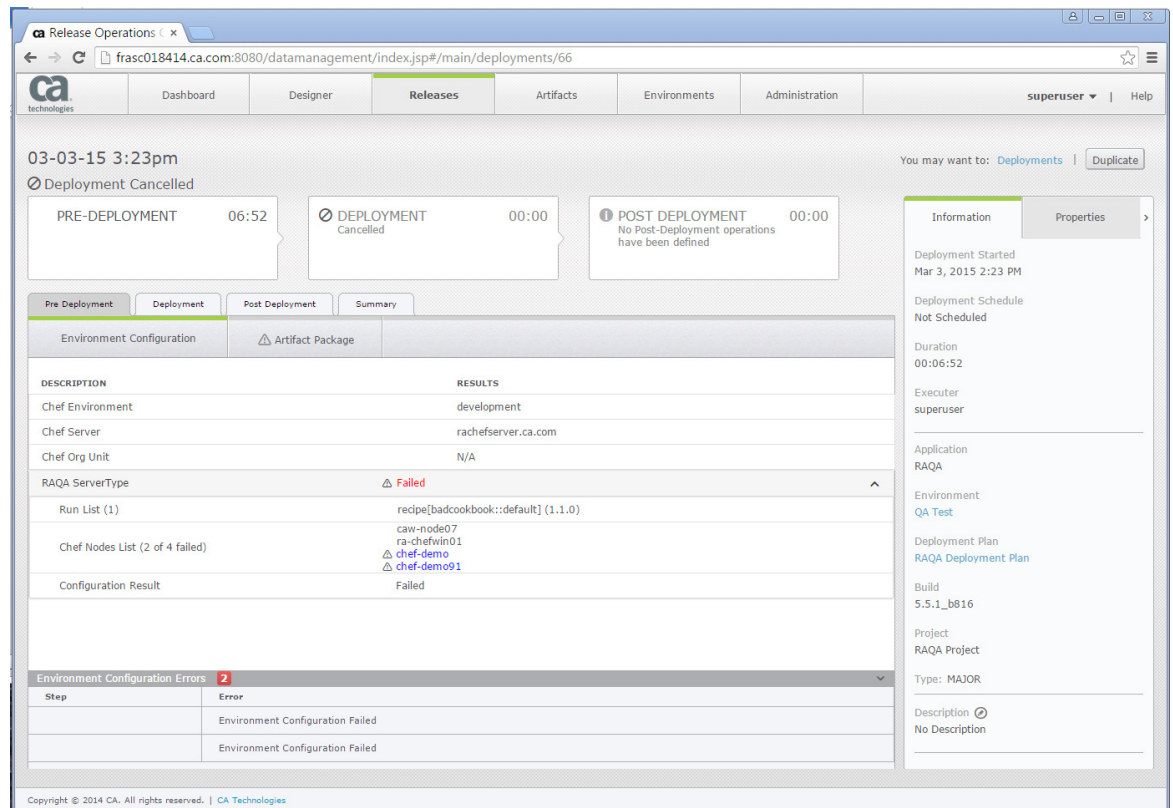 ca Release Operations C ×
frasc018414.ca.com:8080/datamanagement/index.jsp#/main/deployments/66
ca technologies
Dashboard
Designer
Releases
Artifacts
Environments
Administration
superuser
| Help
03-03-15 3:23pm
You may want to: Deployments | Duplicate
Deployment Cancelled
PRE-DEPLOYMENT 06:52
DEPLOYMENT 00:00
Cancelled
POST DEPLOYMENT 00:00
No Post-Deployment operations
have been defined
Pre Deployment
Deployment
Post Deployment
Summary
Environment Configuration
Artifact Package
DESCRIPTION RESULTS
Chef Environment development
Chef Server rachefserver.ca.com
Chef Org Unit N/A
RAQA ServerType Failed
Run List (1) recipe[badcookbook::default] (1.1.0)
Chef Nodes List (2 of 4 failed)
caw-node07
ra-chefwin01
chef-demo
chef-demo91
Configuration Result Failed
Environment Configuration Errors 2
Step Error
Environment Configuration Failed
Environment Configuration Failed
Information
Properties
Deployment Started
Mar 3, 2015 2:23 PM
Deployment Schedule
Not Scheduled
Duration
00:06:52
Executer
superuser
Application
RAQA
Environment
QA Test
Deployment Plan
RAQA Deployment Plan
Build
5.5.1_b816
Project
RAQA Project
Type: MAJOR
Description
No Description
Copyright © 2014 CA. All rights reserved. | CA Technologies